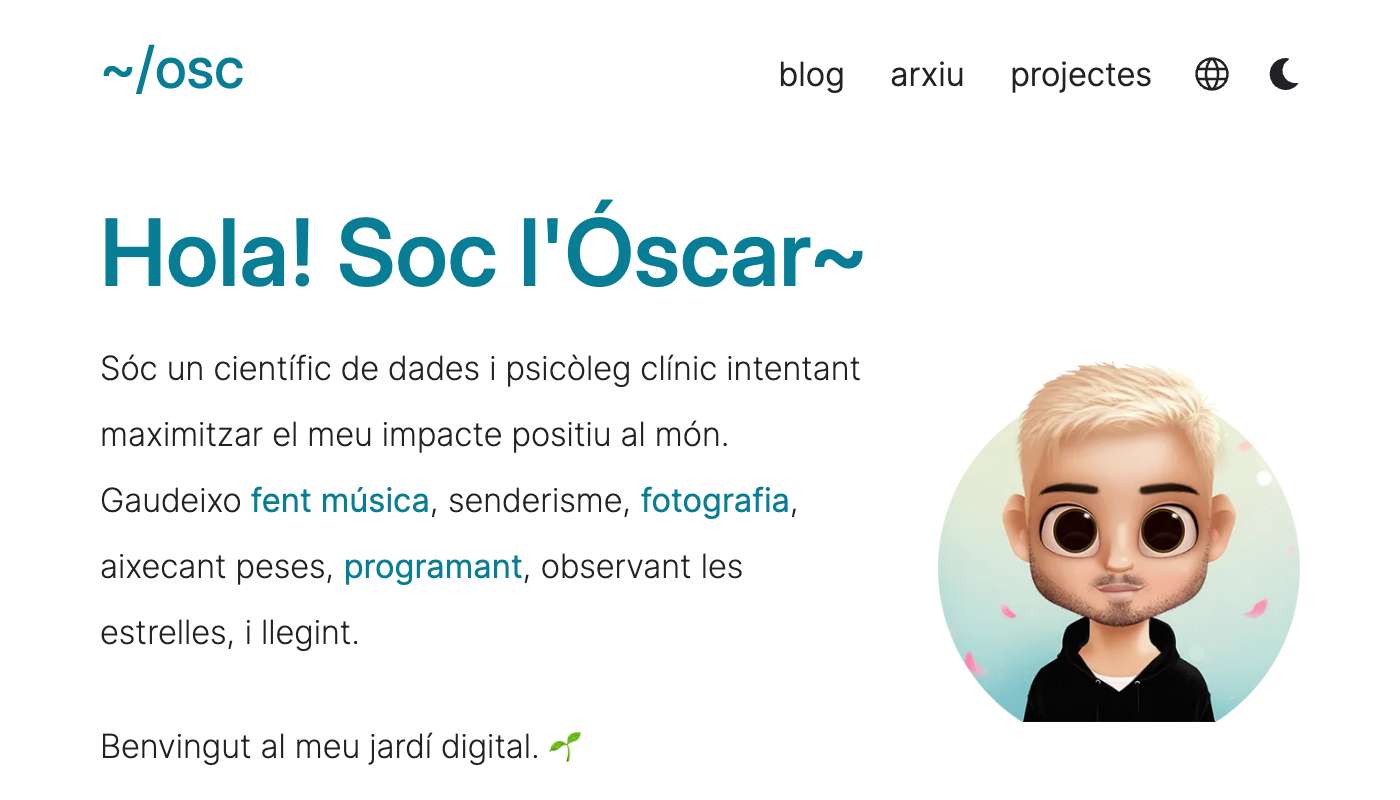 ~/osc
blog arxiu projectes
Hola! Soc l'Óscar~
Sóc un científic de dades i psicòleg clínic intentant
maximitzar el meu impacte positiu al món.
Gaudeixo fent música, senderisme, fotografia,
aixecant peses, programant, observant les
estrelles, i llegint.
Benvingut al meu jardí digital. 🌱